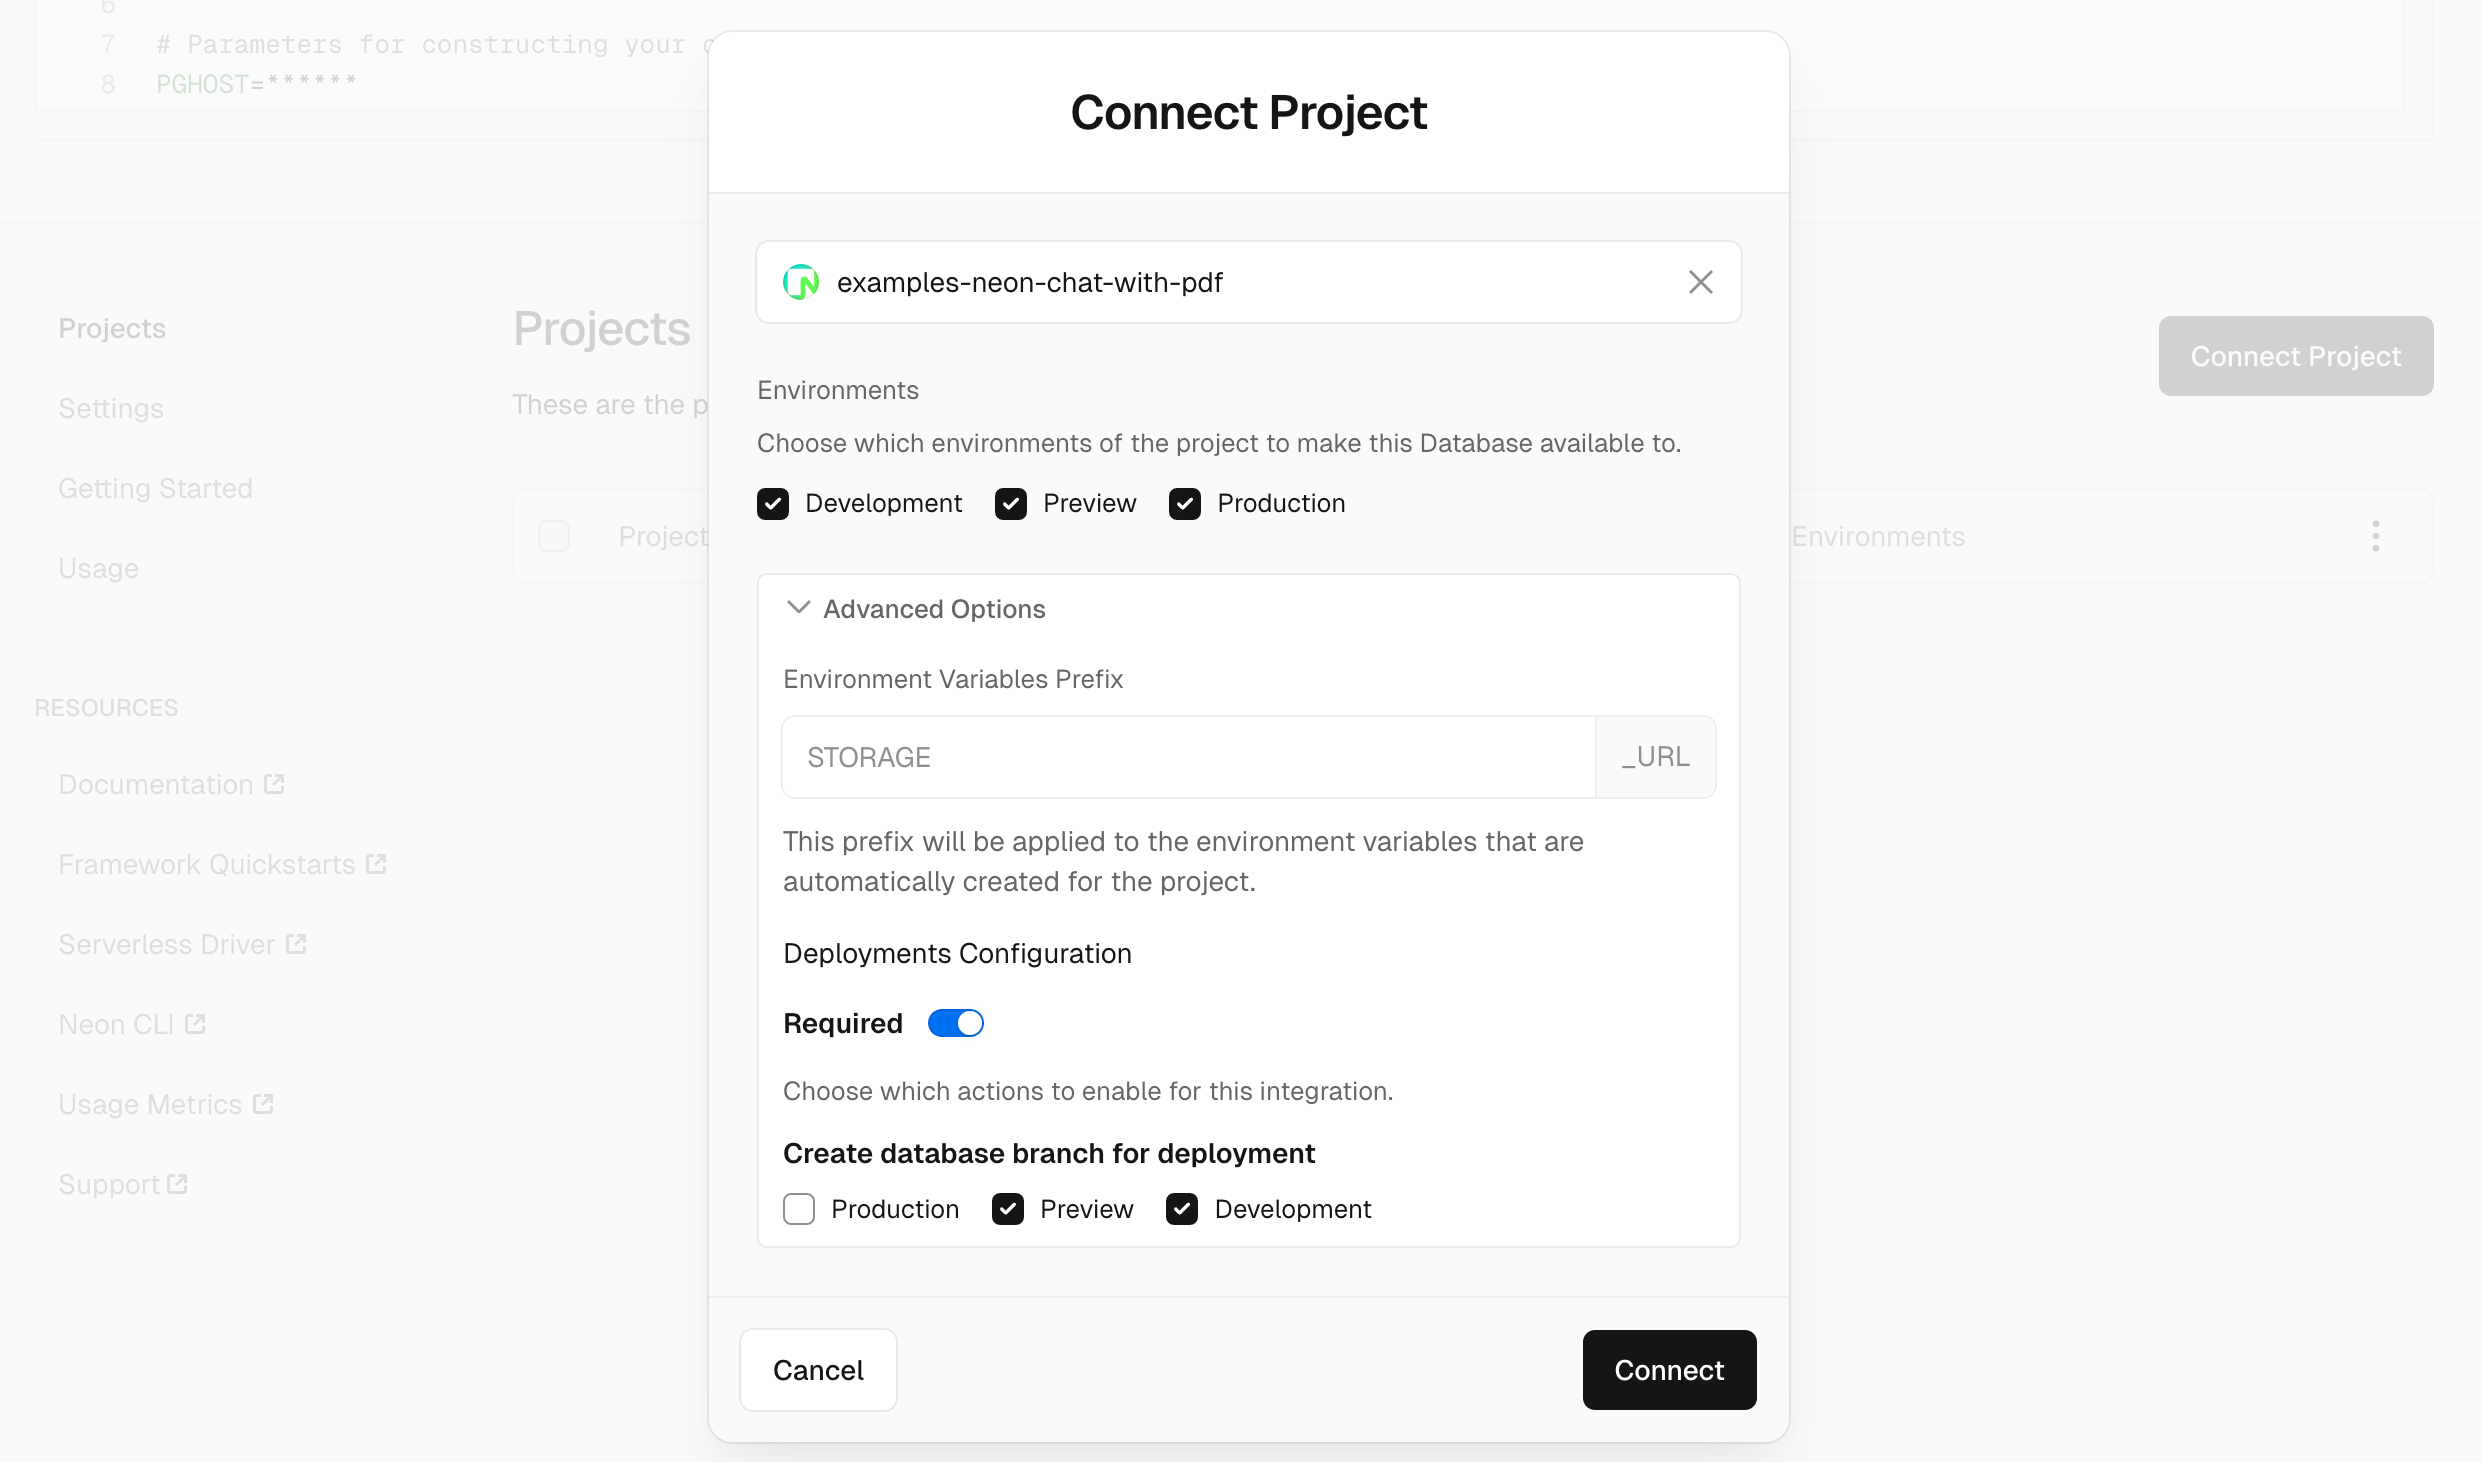 6
7 # Parameters for constructing your
8 PGHOST=******
Connect Project
examples-neon-chat-with-pdf
Environments
Choose which environments of the project to make this Database available to.
Development Preview Production
Advanced Options
Environment Variables Prefix
STORAGE _URL
This prefix will be applied to the environment variables that are
automatically created for the project.
Deployments Configuration
Required
Choose which actions to enable for this integration.
Create database branch for deployment
Production Preview Development
Cancel Connect
Projects
Settings
Getting Started
Usage
RESOURCES
Documentation
Framework Quickstarts
Serverless Driver
Neon CLI
Usage Metrics
Support
Projects
These are the
Connect Project
Project
Environments